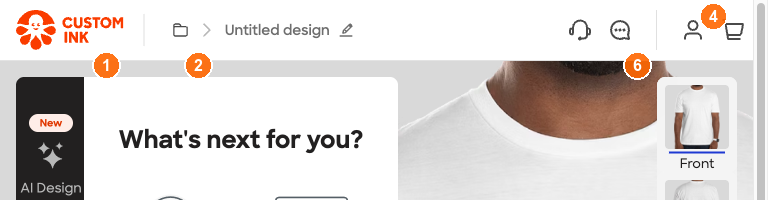 CUSTOM
INK
Untitled design
4
1
2
6
New
What's next for you?
AI Design
Front